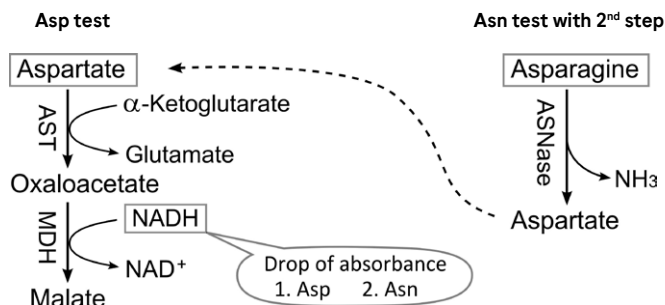 Asp test
Aspartate
AST
α-Ketoglutarate
Glutamate
Oxaloacetate
MDH
NADH
NAD⁺
Malate
Drop of absorbance
1. Asp 2. Asn
Asn test with 2ⁿᵈ step
Asparagine
ASNase
NH₃
Aspartate